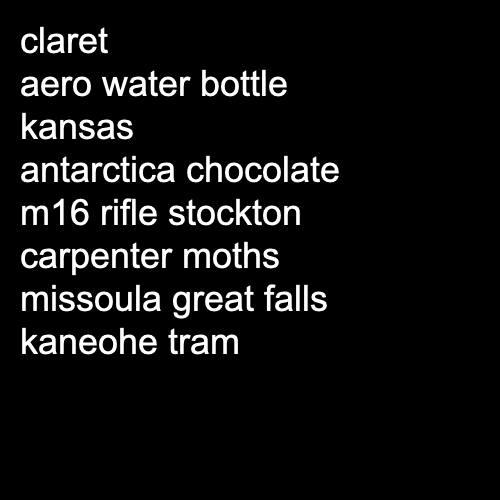 claret
aero water bottle
kansas
antarctica chocolate
m16 rifle stockton
carpenter moths
missoula great falls
kaneohe tram